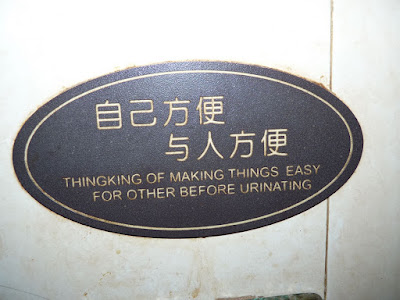 自己方便
与人方便
THINGKING OF MAKING THINGS EASY
FOR OTHER BEFORE URINATING